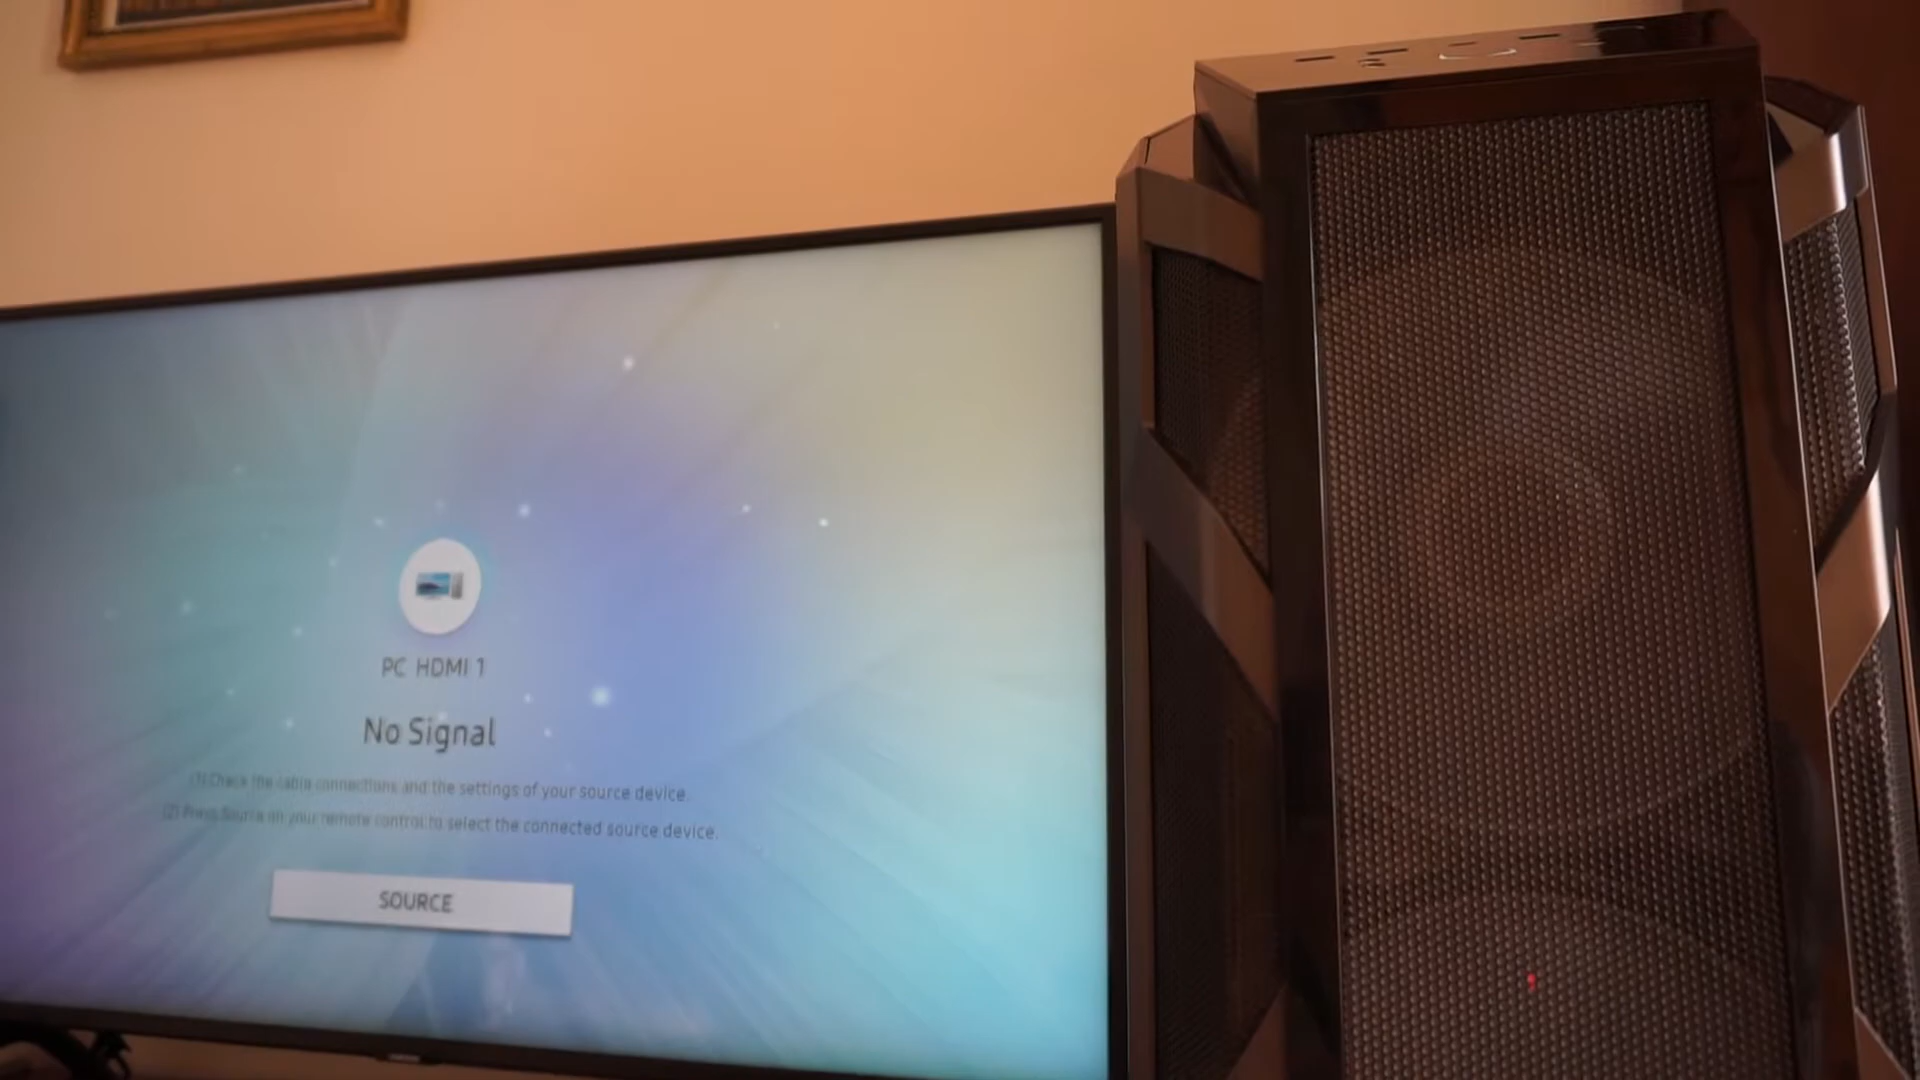 PC HDMI 1
No Signal
(1) Check the cable connections and the settings of your source device.
(2) Press Source on your remote control to select the connected source device.
SOURCE